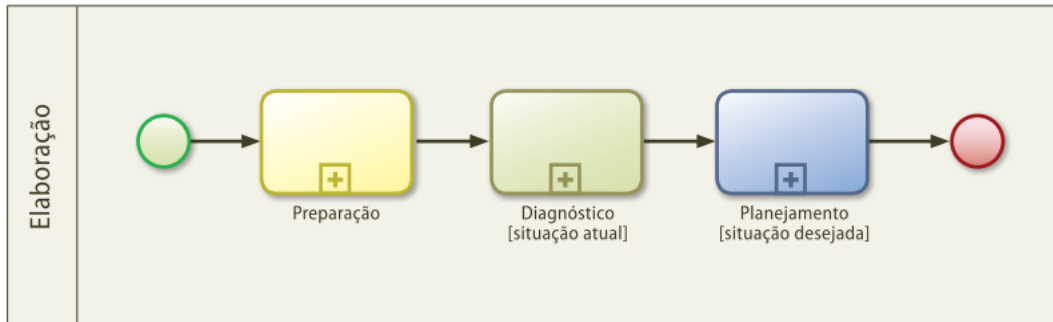 Elaboração
Preparação
Diagnóstico
[situação atual]
Planejamento
[situação desejada]